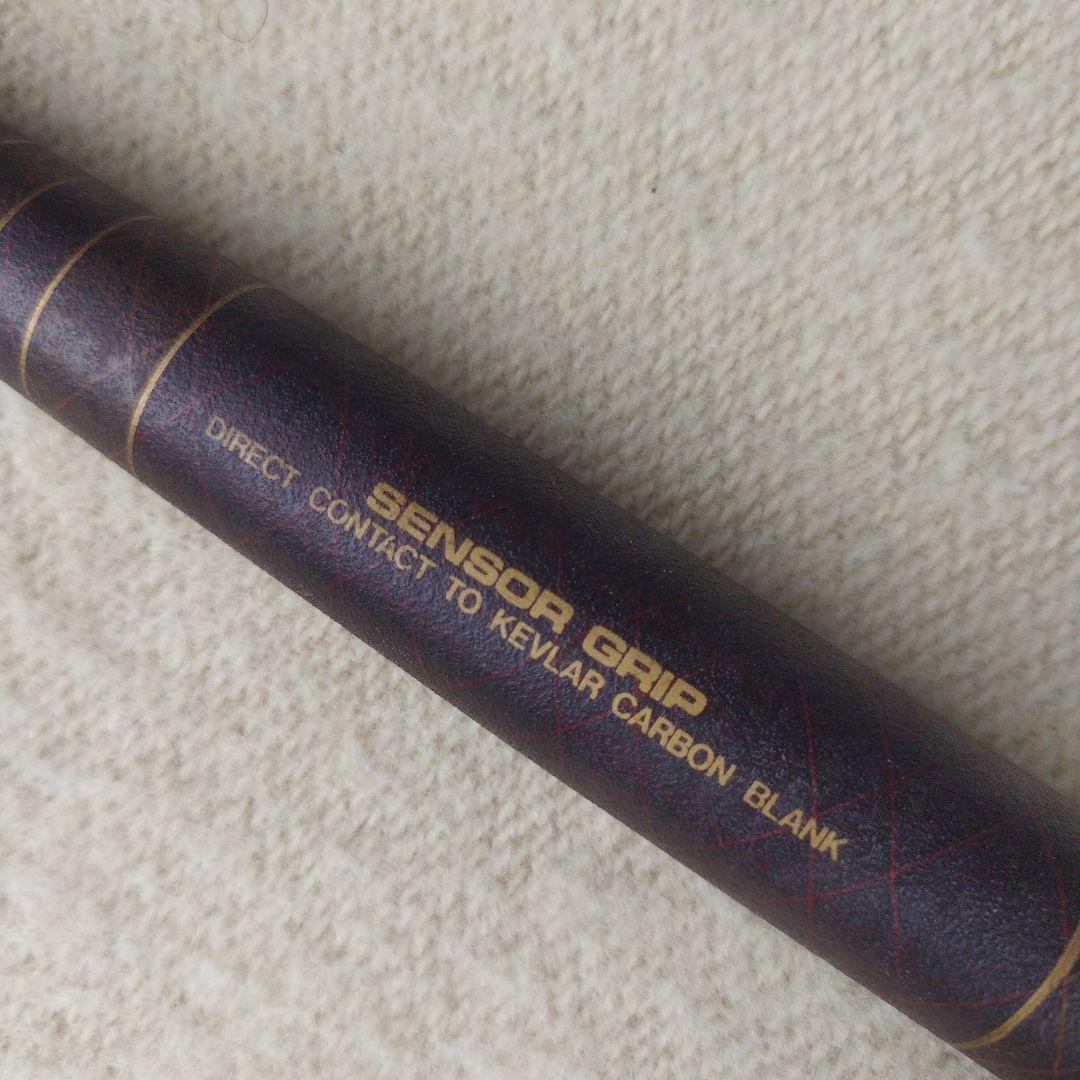 SENSOR GRIP
DIRECT CONTACT TO KEVLAR CARBON BLANK